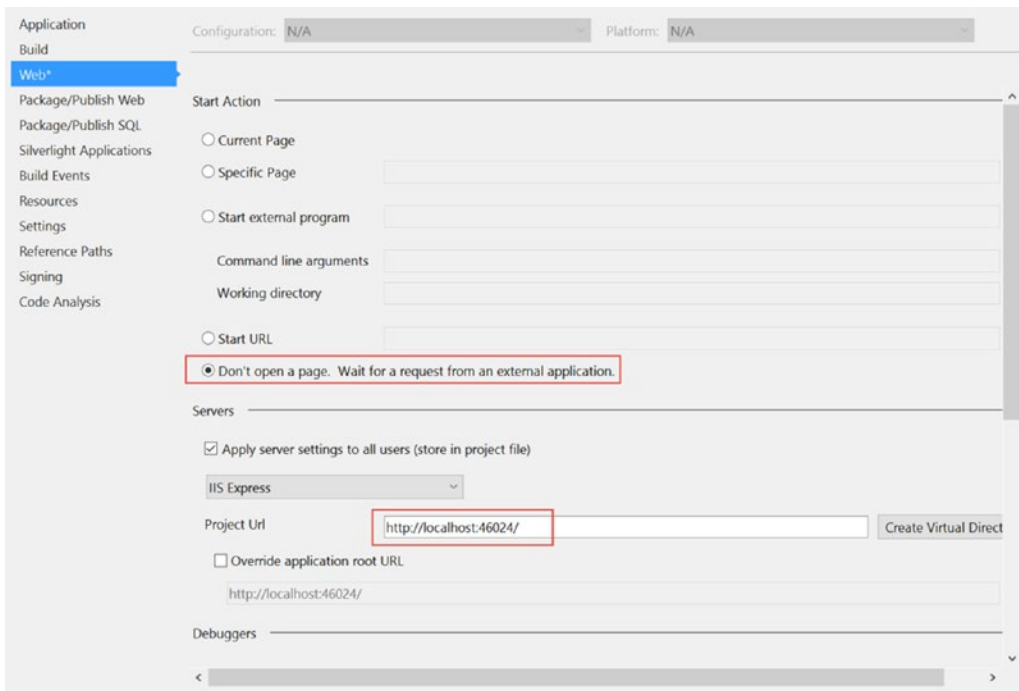 Application
Build
Web*
Package/Publish Web
Package/Publish SQL
Silverlight Applications
Build Events
Resources
Settings
Reference Paths
Signing
Code Analysis
Configuration: N/A Platform: N/A
Start Action
Current Page
Specific Page
Start external program
Command line arguments
Working directory
Start URL
Don't open a page. Wait for a request from an external application.
Servers
Apply server settings to all users (store in project file)
IIS Express
Project Url http://localhost:46024/ Create Virtual Direct
Override application root URL
http://localhost:46024/
Debuggers